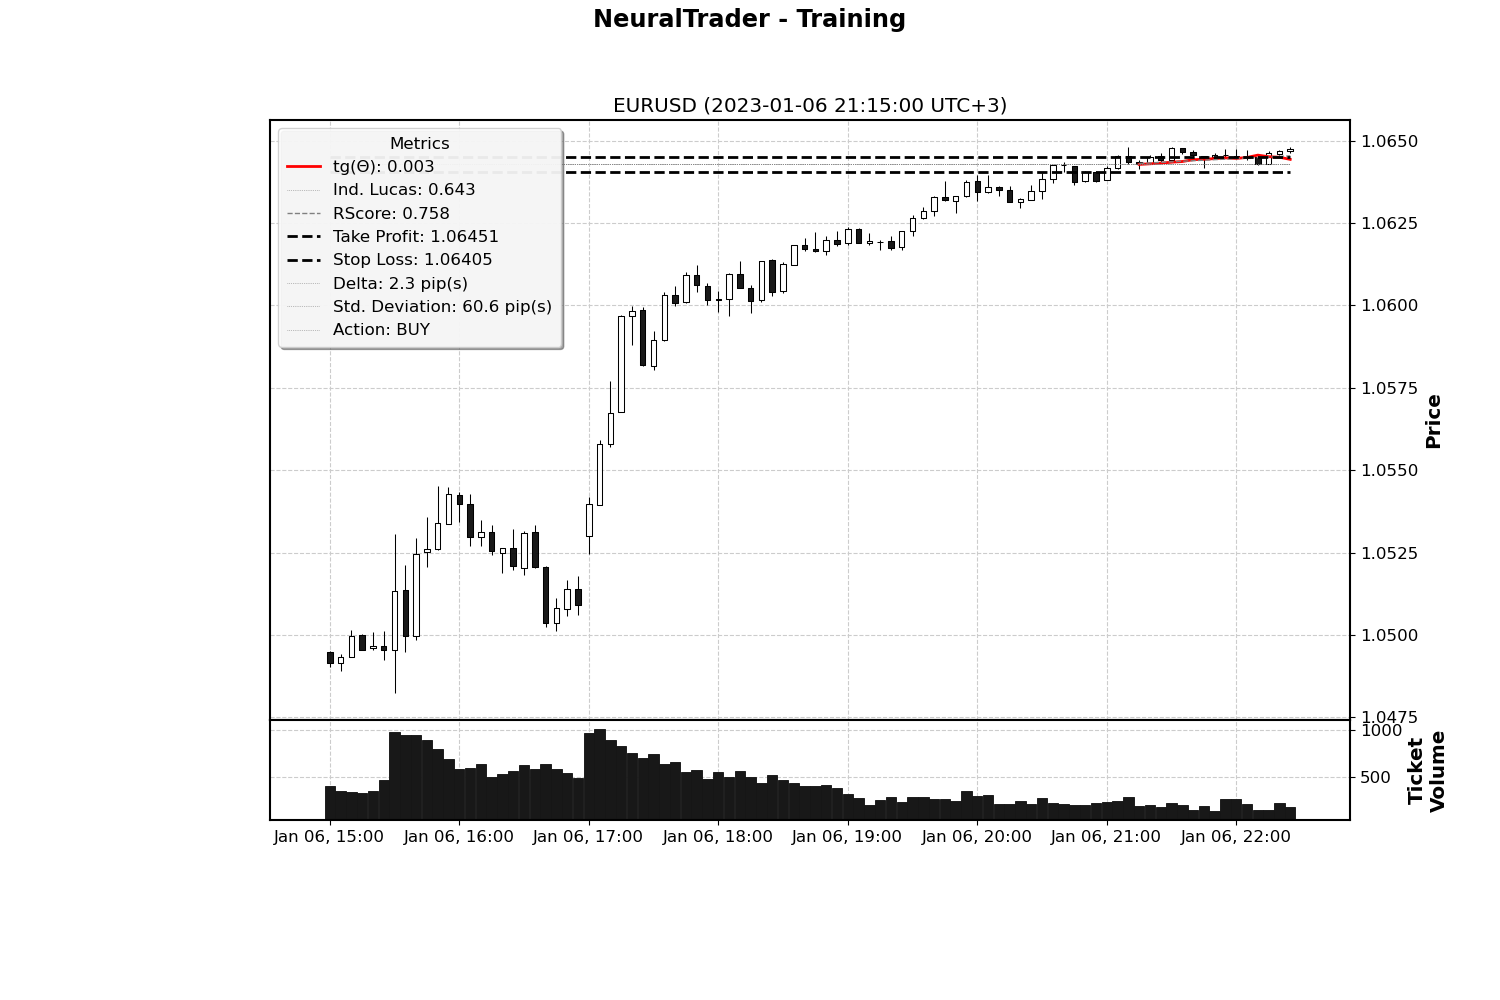 NeuralTrader - Training
EURUSD (2023-01-06 21:15:00 UTC+3)
Metrics
tg(Θ): 0.003
Ind. Lucas: 0.643
RScore: 0.758
Take Profit: 1.06451
Stop Loss: 1.06405
Delta: 2.3 pip(s)
Std. Deviation: 60.6 pip(s)
Action: BUY
1.0650
1.0625
1.0600
1.0575
1.0550
1.0525
1.0500
1.0475
Price
1000
500
Ticket
Volume
Jan 06, 15:00
Jan 06, 16:00
Jan 06, 17:00
Jan 06, 18:00
Jan 06, 19:00
Jan 06, 20:00
Jan 06, 21:00
Jan 06, 22:00